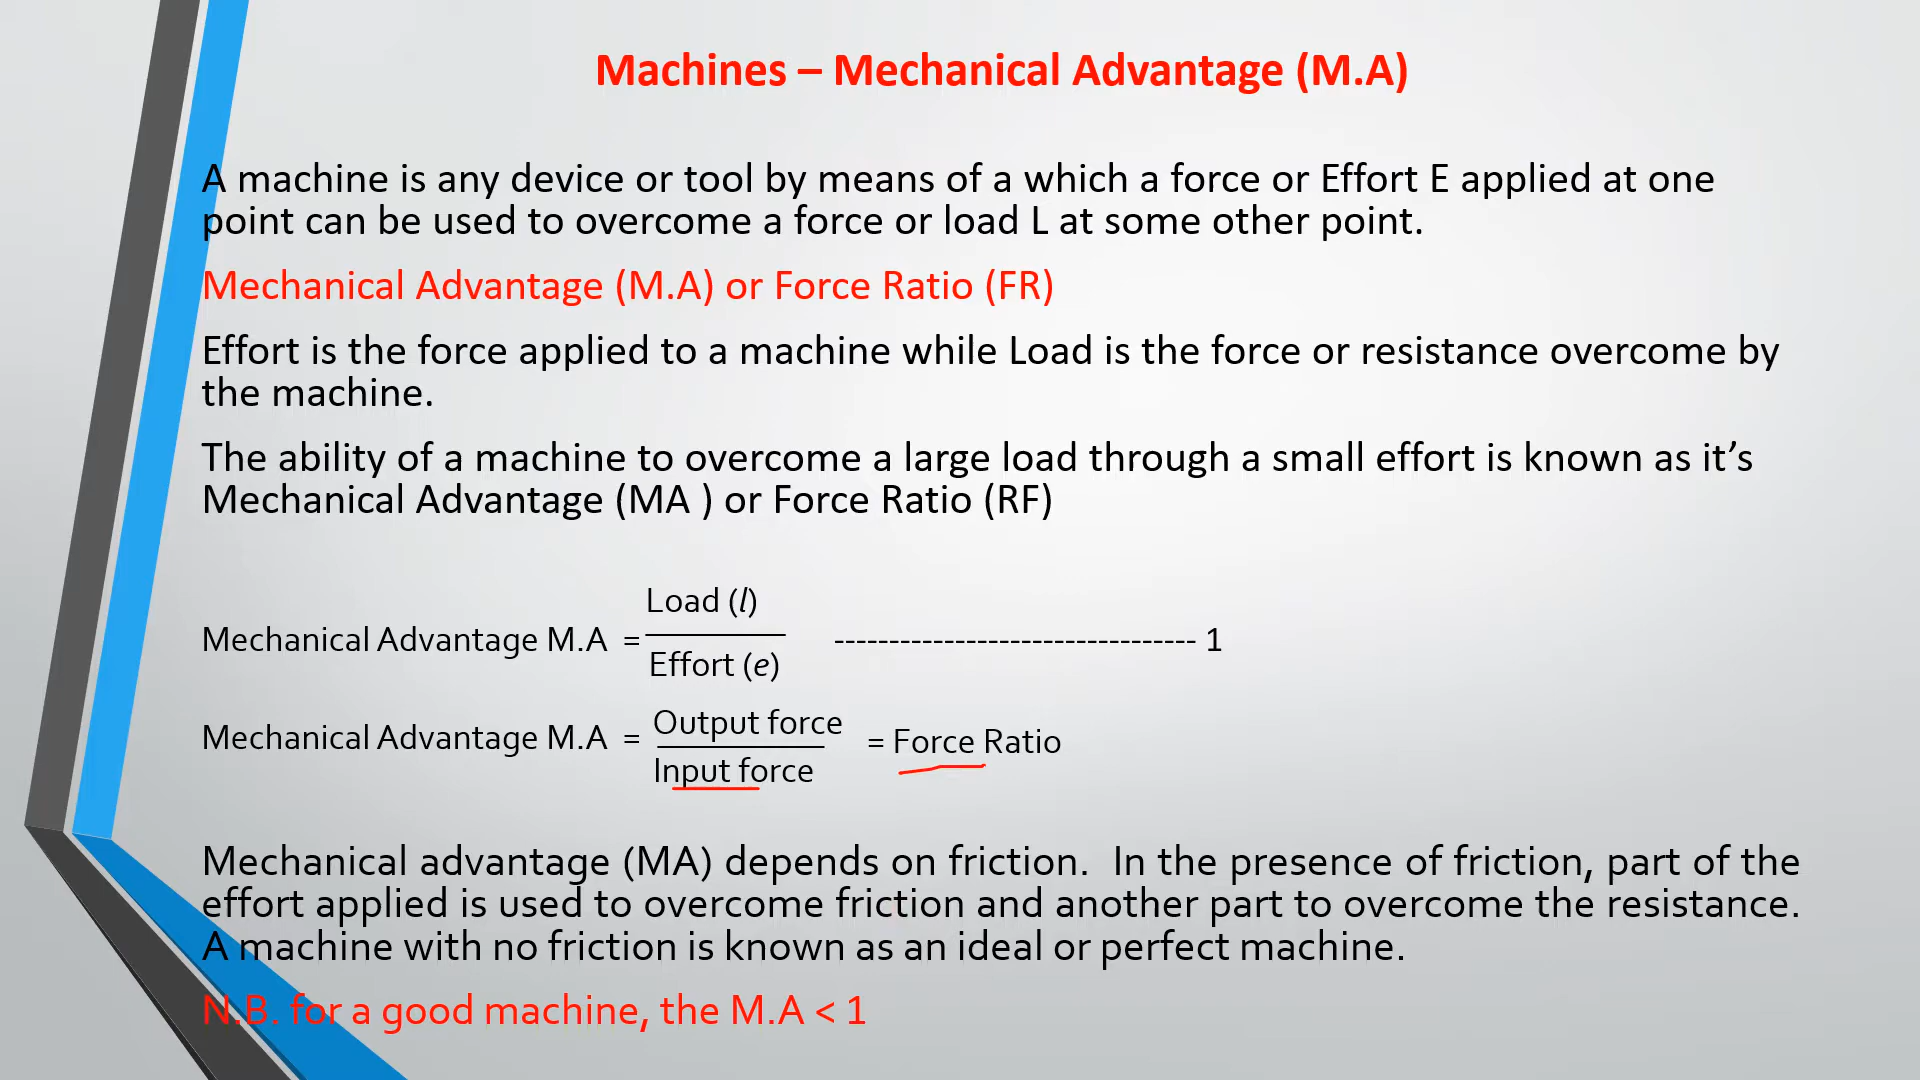 Machines – Mechanical Advantage (M.A)
A machine is any device or tool by means of a which a force or Effort E applied at one
point can be used to overcome a force or load L at some other point.
Mechanical Advantage (M.A) or Force Ratio (FR)
Effort is the force applied to a machine while Load is the force or resistance overcome by
the machine.
The ability of a machine to overcome a large load through a small effort is known as it’s
Mechanical Advantage (MA ) or Force Ratio (RF)
Load (l)
Mechanical Advantage M.A = --------------------------------- 1
Effort (e)
Output force
Mechanical Advantage M.A = = Force Ratio
Input force
Mechanical advantage (MA) depends on friction. In the presence of friction, part of the
effort applied is used to overcome friction and another part to overcome the resistance.
A machine with no friction is known as an ideal or perfect machine.
N.B. for a good machine, the M.A < 1